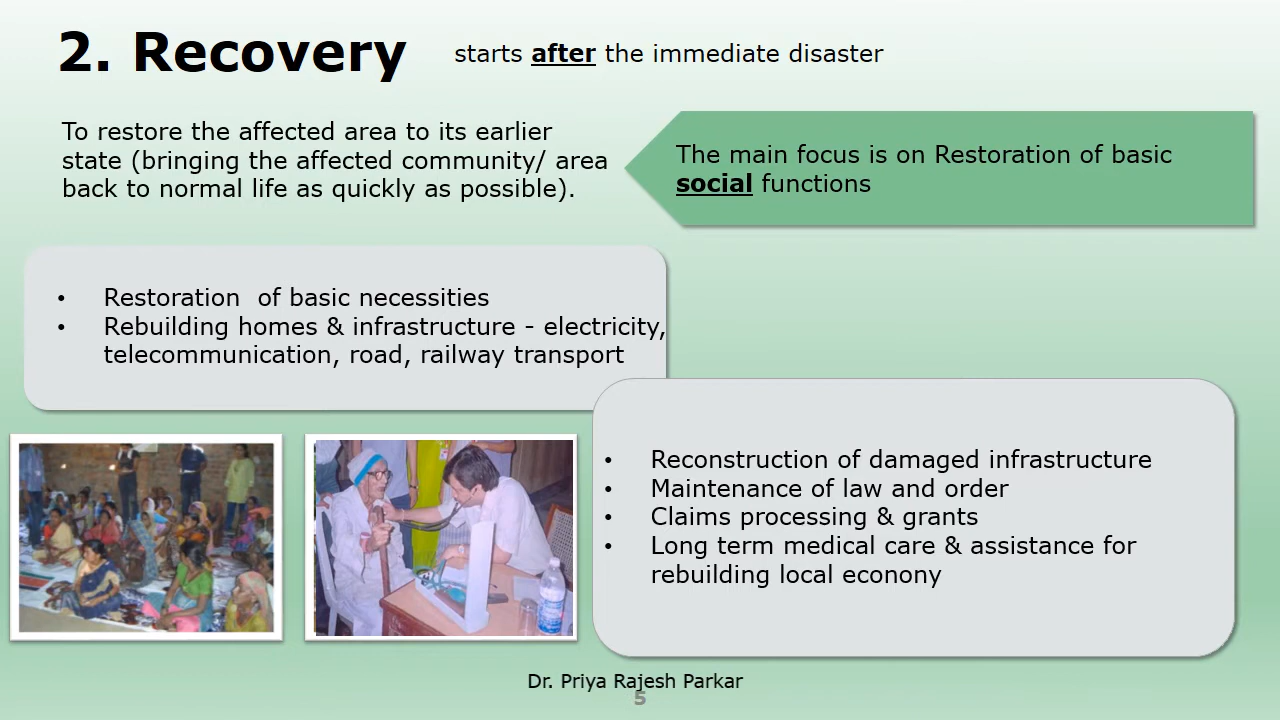 2. Recovery
starts after the immediate disaster
To restore the affected area to its earlier
state (bringing the affected community/ area
back to normal life as quickly as possible).
The main focus is on Restoration of basic
social functions
• Restoration  of basic necessities
• Rebuilding homes & infrastructure - electricity,
telecommunication, road, railway transport
• Reconstruction of damaged infrastructure
• Maintenance of law and order
• Claims processing & grants
• Long term medical care & assistance for
rebuilding local econony
Dr. Priya Rajesh Parkar
5